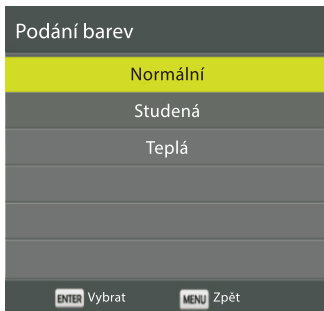 Podání barev
Normální
Studená
Teplá
ENTER Vybrat MENU Zpět